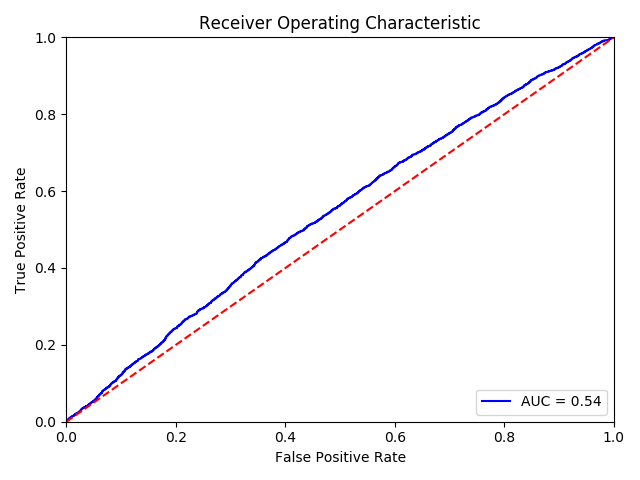 Receiver Operating Characteristic
1.0
0.8
0.6
0.4
0.2
0.0
True Positive Rate
AUC = 0.54
0.0 0.2 0.4 0.6 0.8 1.0
False Positive Rate